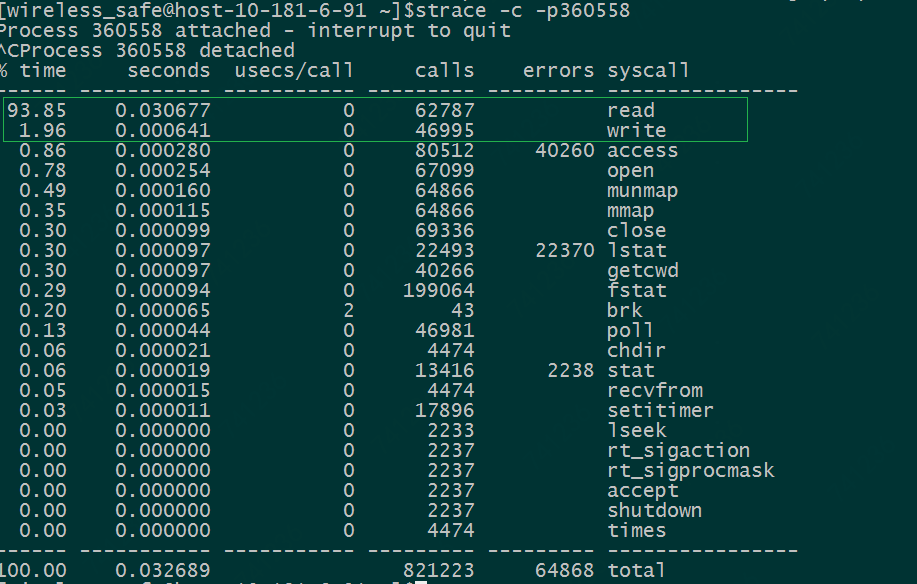 [wireless_safe@host-10-181-6-91 ~]$strace -c -p360558
Process 360558 attached - interrupt to quit
^CProcess 360558 detached
% time     seconds  usecs/call     calls    errors syscall
------ ----------- ----------- --------- --------- ----------------
93.85    0.030677           0     62787           read
1.96    0.000641           0     46995           write
0.86    0.000280           0     80512     40260 access
0.78    0.000254           0     67099           open
0.49    0.000160           0     64866           munmap
0.35    0.000115           0     64866           mmap
0.30    0.000099           0     69336           close
0.30    0.000097           0     22493     22370 lstat
0.30    0.000097           0     40266           getcwd
0.29    0.000094           0    199064           fstat
0.20    0.000065           2        43           brk
0.13    0.000044           0     46981           poll
0.06    0.000021           0      4474           chdir
0.06    0.000019           0     13416      2238 stat
0.05    0.000015           0      4474           recvfrom
0.03    0.000011           0     17896           setitimer
0.00    0.000000           0      2233           lseek
0.00    0.000000           0      2237           rt_sigaction
0.00    0.000000           0      2237           rt_sigprocmask
0.00    0.000000           0      2237           accept
0.00    0.000000           0      2237           shutdown
0.00    0.000000           0      4474           times
------ ----------- ----------- --------- --------- ----------------
100.00    0.032689                821223     64868 total